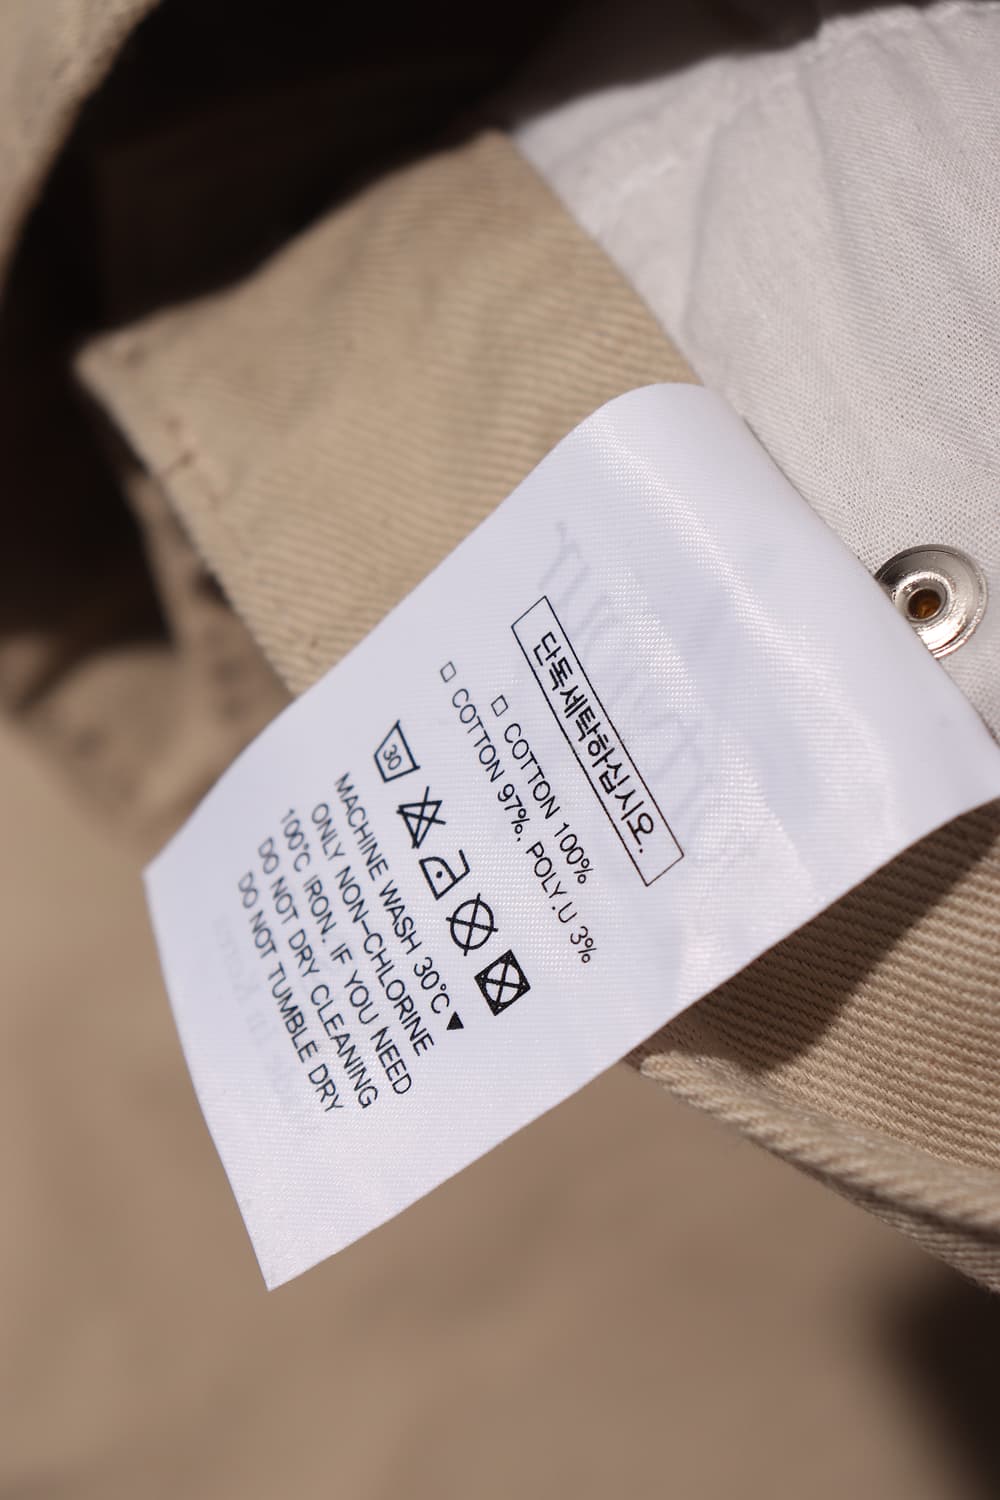 단독세탁하십시오.
□ COTTON 100%
□ COTTON 97%. POLY.U 3%
30
MACHINE WASH 30°C▼
ONLY NON-CHLORINE
100°C IRON. IF YOU NEED
DO NOT DRY CLEANING
DO NOT TUMBLE DRY